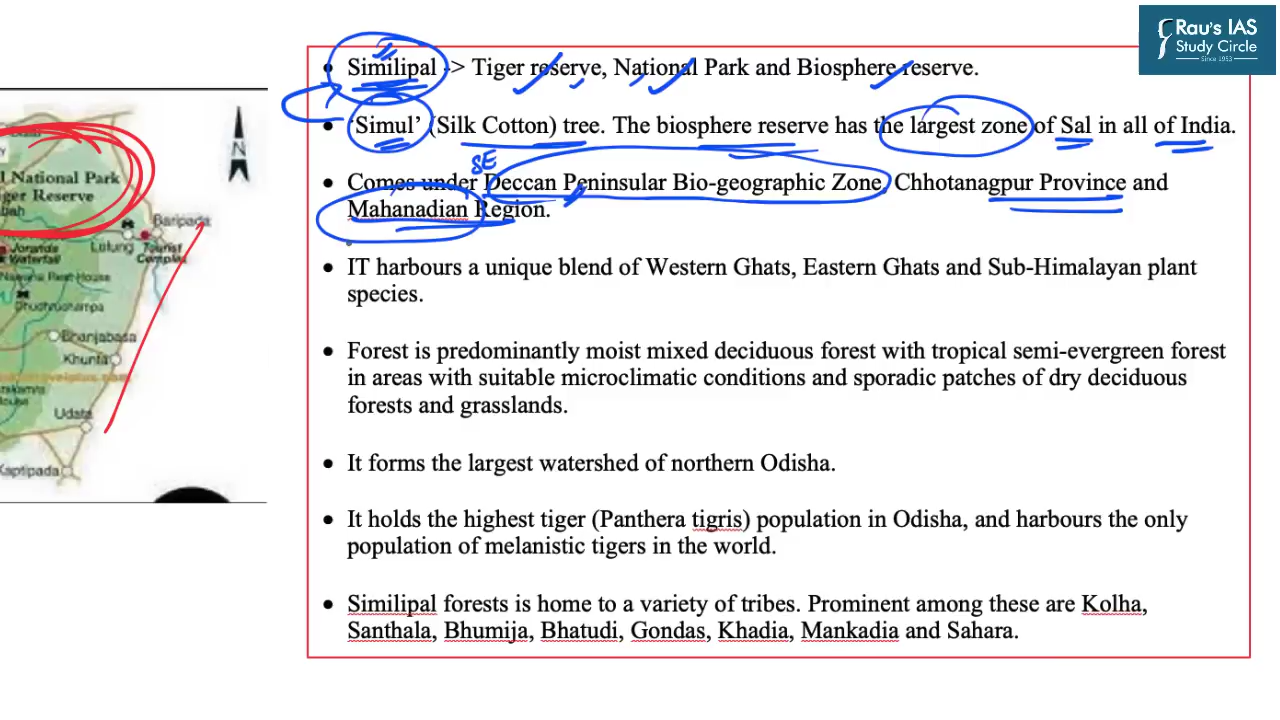 Rau's IAS
Study Circle
Since 1953
• Similipal -> Tiger reserve, National Park and Biosphere reserve.
• 'Simul' (Silk Cotton) tree. The biosphere reserve has the largest zone of Sal in all of India.
SE
• Comes under Deccan Peninsular Bio-geographic Zone, Chhotanagpur Province and
Mahanadian Region.
• IT harbours a unique blend of Western Ghats, Eastern Ghats and Sub-Himalayan plant
species.
• Forest is predominantly moist mixed deciduous forest with tropical semi-evergreen forest
in areas with suitable microclimatic conditions and sporadic patches of dry deciduous
forests and grasslands.
• It forms the largest watershed of northern Odisha.
• It holds the highest tiger (Panthera tigris) population in Odisha, and harbours the only
population of melanistic tigers in the world.
• Similipal forests is home to a variety of tribes. Prominent among these are Kolha,
Santhala, Bhumija, Bhatudi, Gondas, Khadia, Mankadia and Sahara.
N
National Park
Reserve
Baripada
Lulung Tourist
Complex
Joranda
Waterfall
Bhanjabasa
Khunta
Udala
Kaptipada